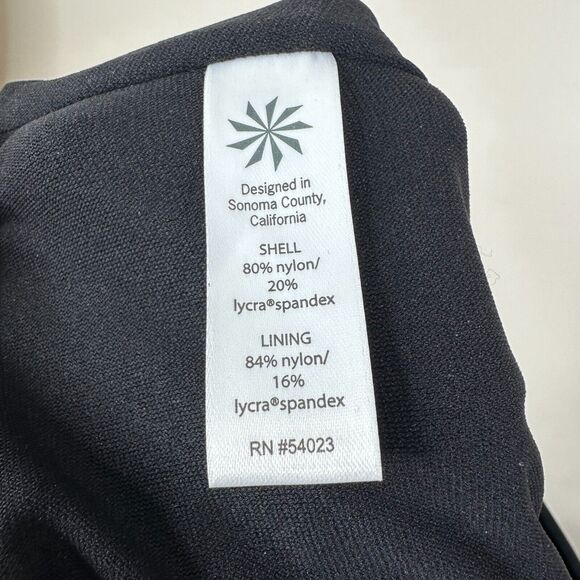 Designed in
Sonoma County,
California
SHELL
80% nylon/
20%
lycra®spandex
LINING
84% nylon/
16%
lycra®spandex
RN #54023